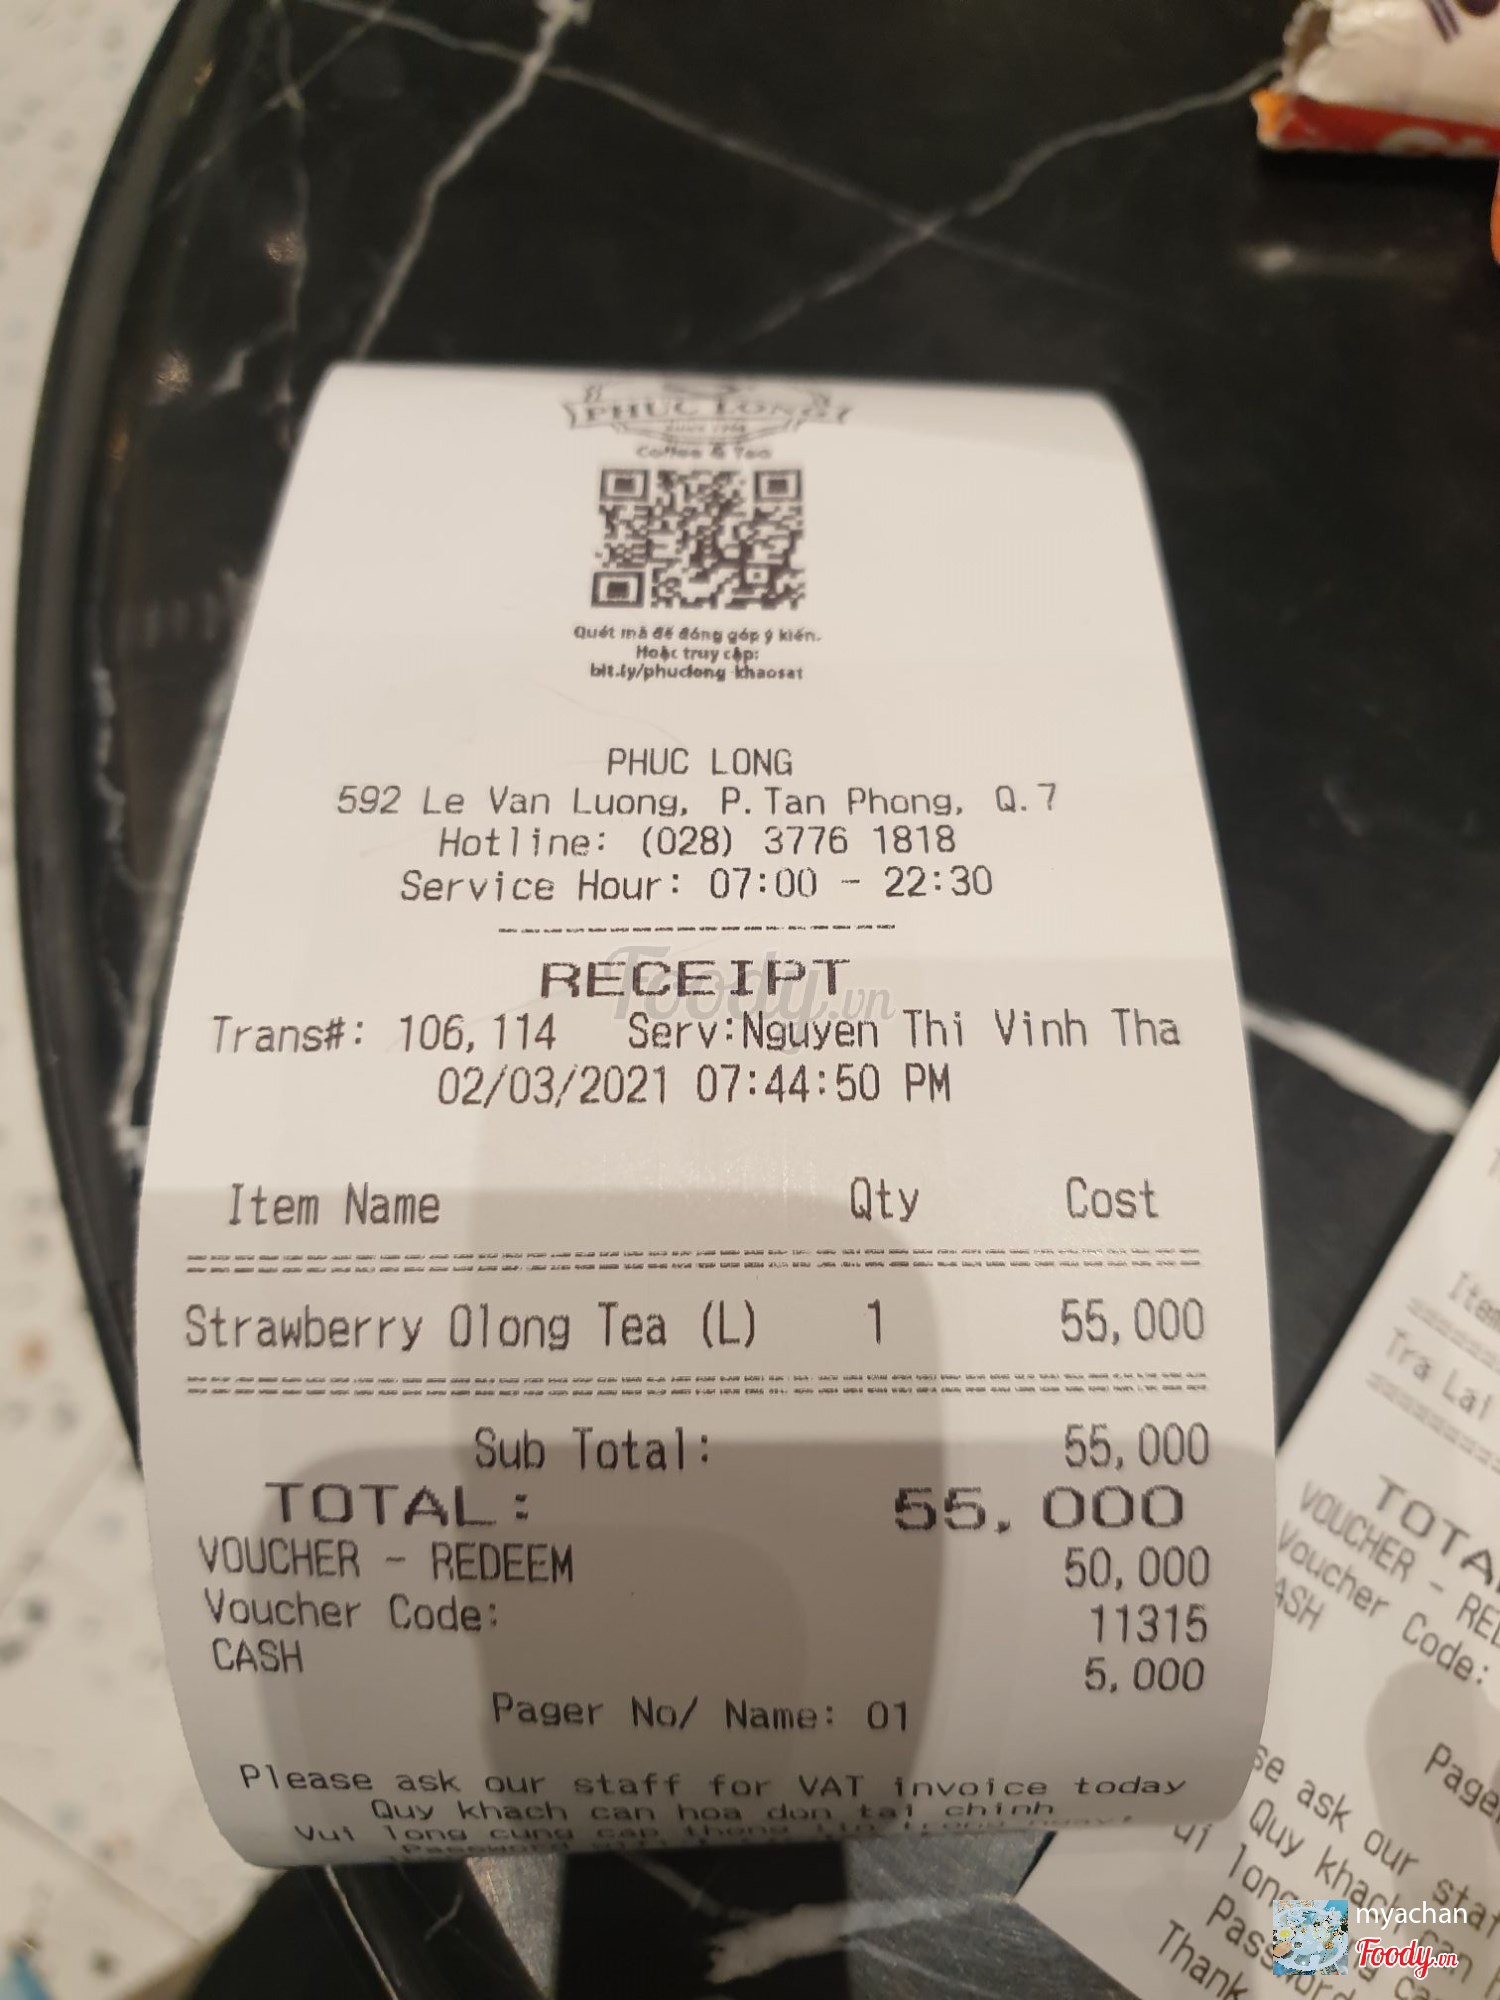 PHUC LONG
Coffee & Tea
Quét mã để đóng góp ý kiến.
Hoặc truy cập:
bit.ly/phuclong-khaosat
PHUC LONG
592 Le Van Luong, P. Tan Phong, Q.7
Hotline: (028) 3776 1818
Service Hour: 07:00 - 22:30
RECEIPT
Foody.vn
Trans#: 106,114 Serv:Nguyen Thi Vinh Tha
02/03/2021 07:44:50 PM
Item Name Qty Cost
Strawberry Olong Tea (L) 1 55,000
Sub Total: 55,000
TOTAL: 55,000
VOUCHER - REDEEM 50,000
Voucher Code: 11315
CASH 5,000
Pager No/ Name: 01
Please ask our staff for VAT invoice today
Quy khach can hoa don tai chinh
Vui long cung cap thong tin trong ngay.
Password
Item
Tra Lai
TOTA
VOUCHER - RE
Voucher Code:
ASH
Page
se ask our staf
Quy khach can
ui long
Password
Thank
myachan
Foody.vn